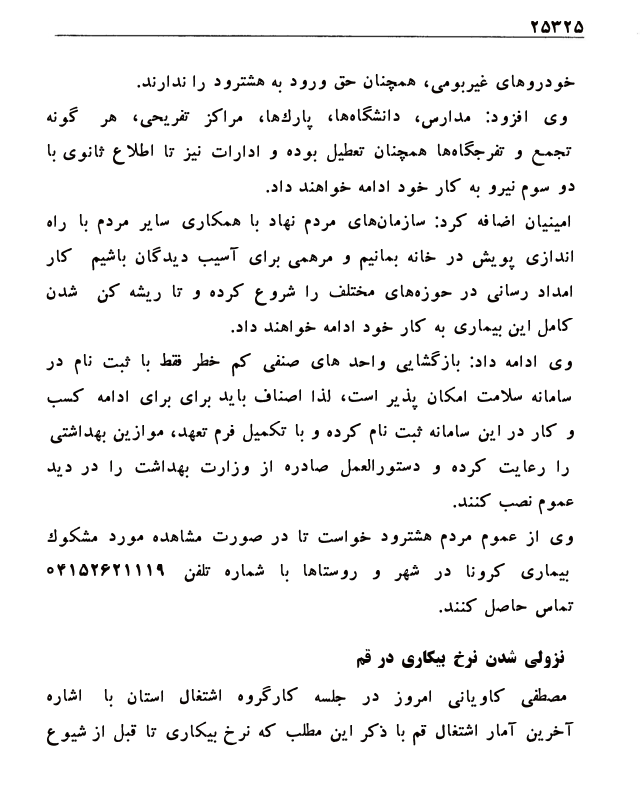 ۲۵۳۲۵
خودروهای غیربومی، همچنان حق ورود به هشترود را ندارند.
وی افزود: مدارس، دانشگاه‌ها، پارك‌ها، مراکز تفریحی، هر گونه
تجمع و تفرجگاه‌ها همچنان تعطیل بوده و ادارات نیز تا اطلاع ثانوی با
دو سوم نیرو به کار خود ادامه خواهند داد.
امینیان اضافه کرد: سازمان‌های مردم نهاد با همکاری سایر مردم با راه
اندازی پویش در خانه بمانیم و مرهمی برای آسیب دیدگان باشیم کار
امداد رسانی در حوزه‌های مختلف را شروع کرده و تا ریشه کن شدن
کامل این بیماری به کار خود ادامه خواهند داد.
وی ادامه داد: بازگشایی واحد های صنفی کم خطر فقط با ثبت نام در
سامانه سلامت امکان پذیر است، لذا اصناف باید برای برای ادامه کسب
و کار در این سامانه ثبت نام کرده و با تکمیل فرم تعهد، موازین بهداشتی
را رعایت کرده و دستورالعمل صادره از وزارت بهداشت را در دید
عموم نصب کنند.
وی از عموم مردم هشترود خواست تا در صورت مشاهده مورد مشکوك
بیماری کرونا در شهر و روستاها با شماره تلفن ۰۴۱۵۲۶۲۱۱۱۹
تماس حاصل کنند.
نزولی شدن نرخ بیکاری در قم
مصطفی کاویانی امروز در جلسه کارگروه اشتغال استان با اشاره
آخرین آمار اشتغال قم با ذکر این مطلب که نرخ بیکاری تا قبل از شیوع